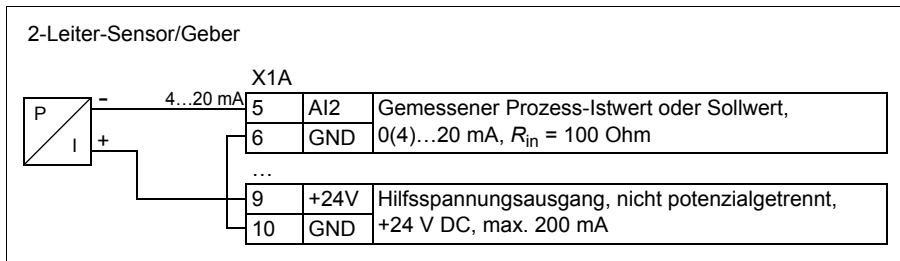 2-Leiter-Sensor/Geber
X1A
P
I
-
+
4…20 mA
5 AI2 Gemessener Prozess-Istwert oder Sollwert,
6 GND 0(4)…20 mA, Rin = 100 Ohm
…
9 +24V Hilfsspannungsausgang, nicht potenzialgetrennt,
10 GND +24 V DC, max. 200 mA